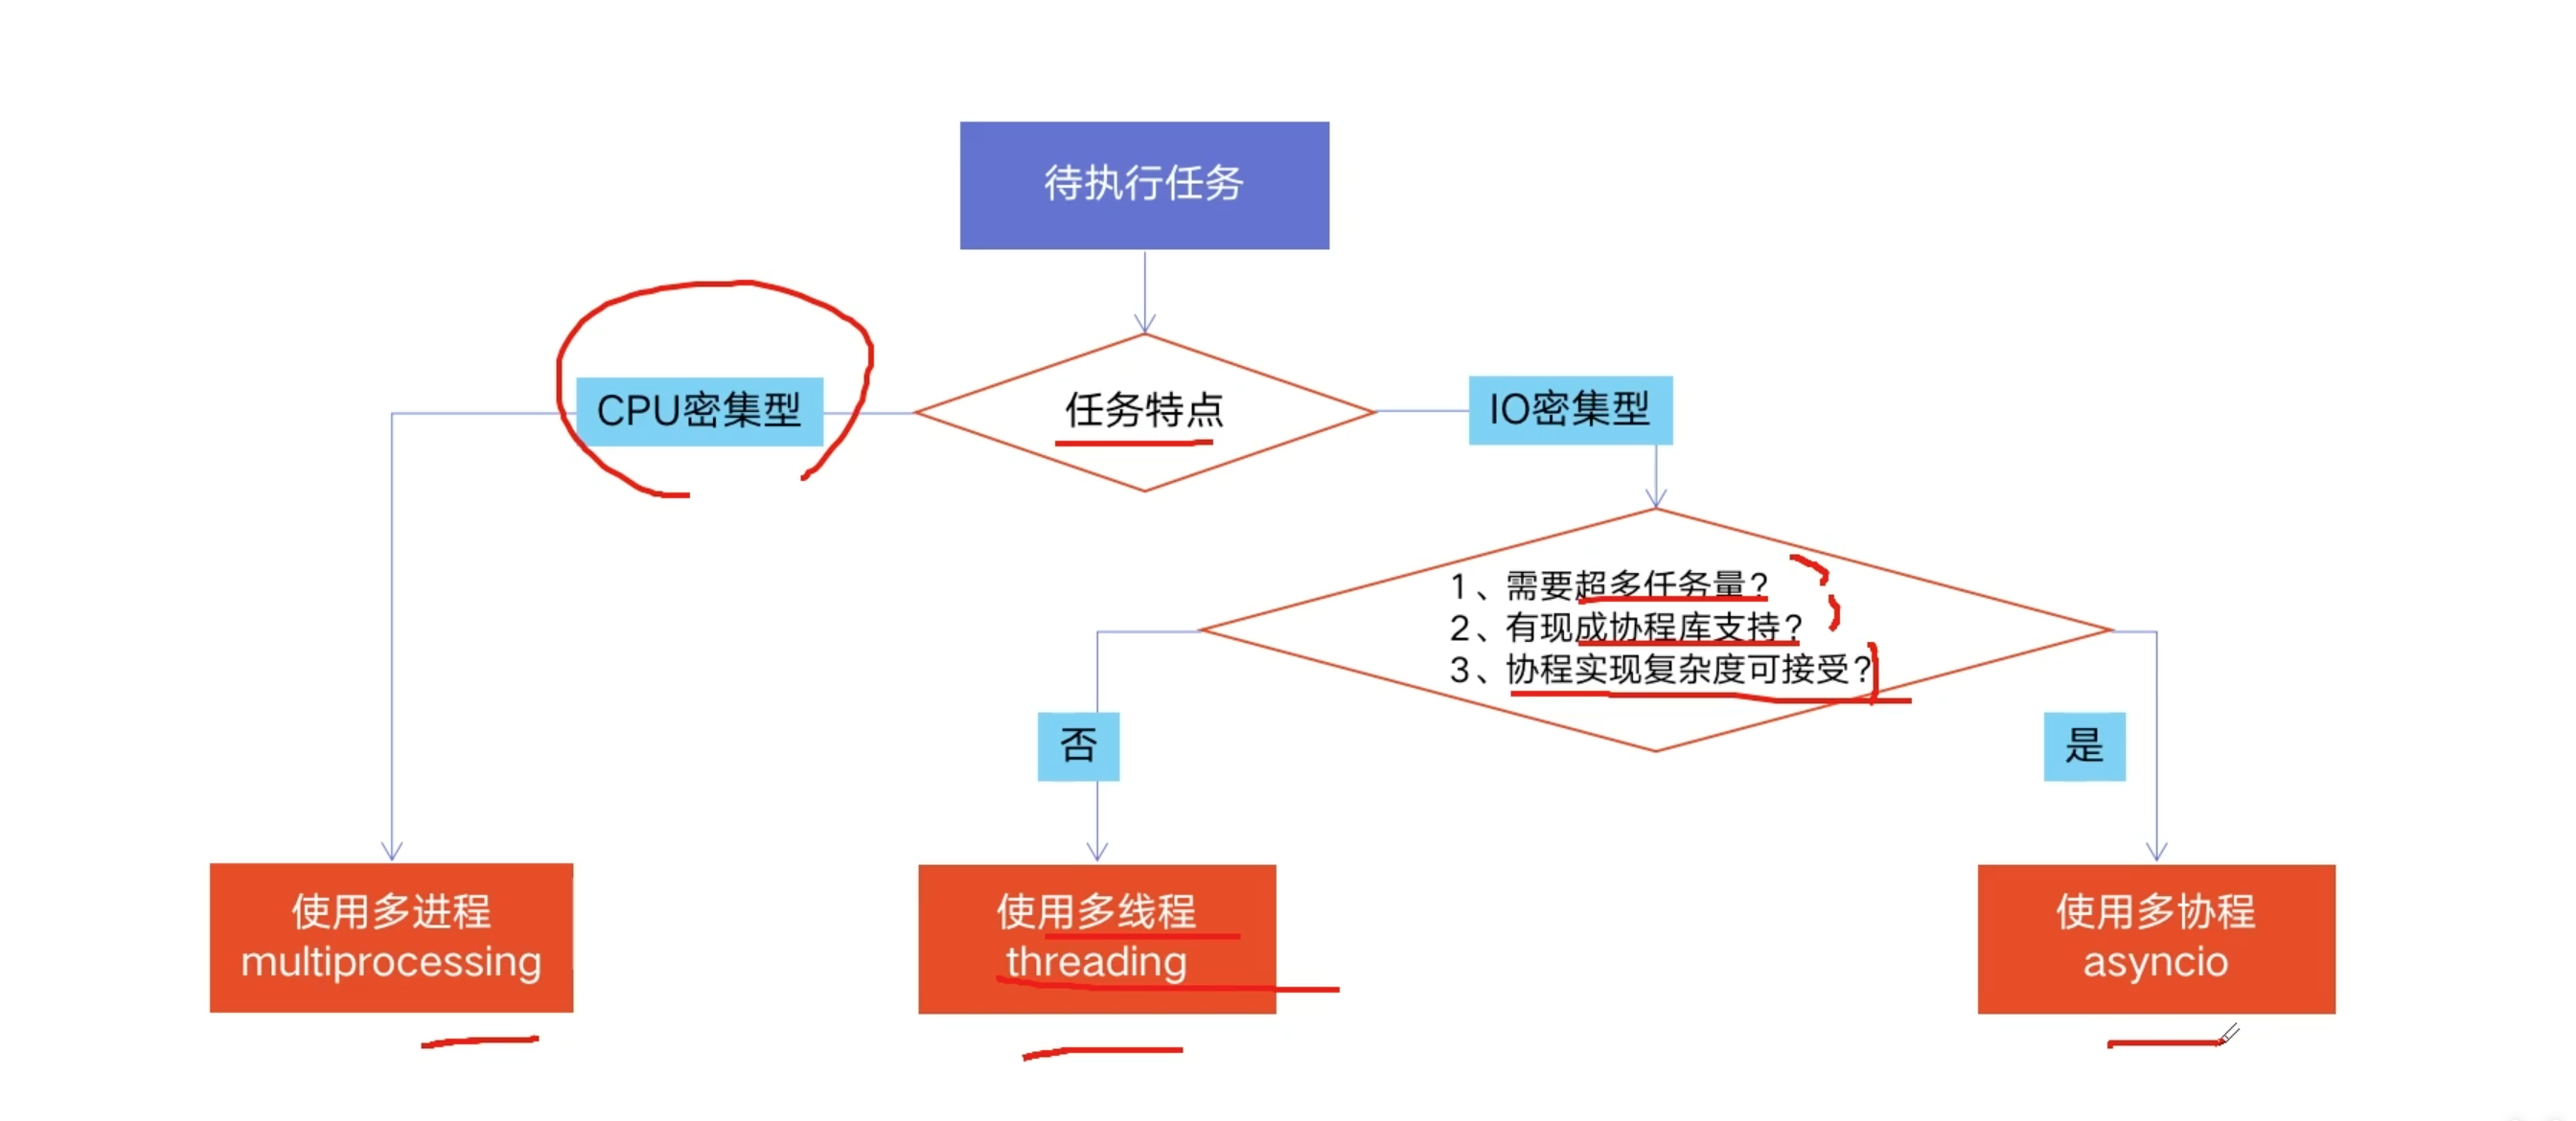 待执行任务
CPU密集型
任务特点
IO密集型
1、需要超多任务量?
2、有现成协程库支持?
3、协程实现复杂度可接受?
否
是
使用多进程
multiprocessing
使用多线程
threading
使用多协程
asyncio